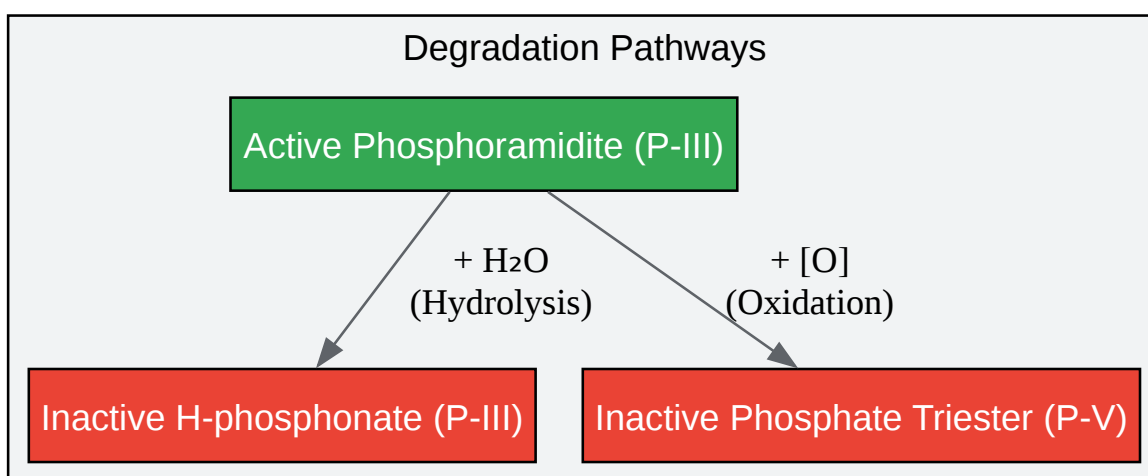 Degradation Pathways
Active Phosphoramidite (P-III)
+ H₂O
(Hydrolysis)
+ [O]
(Oxidation)
Inactive H-phosphonate (P-III)
Inactive Phosphate Triester (P-V)